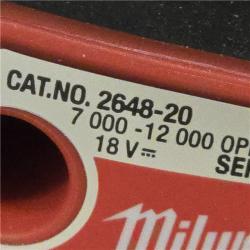 CAT.NO. 2648-20
7 000 -12 000 OP
18 V⎓ SE
Milw